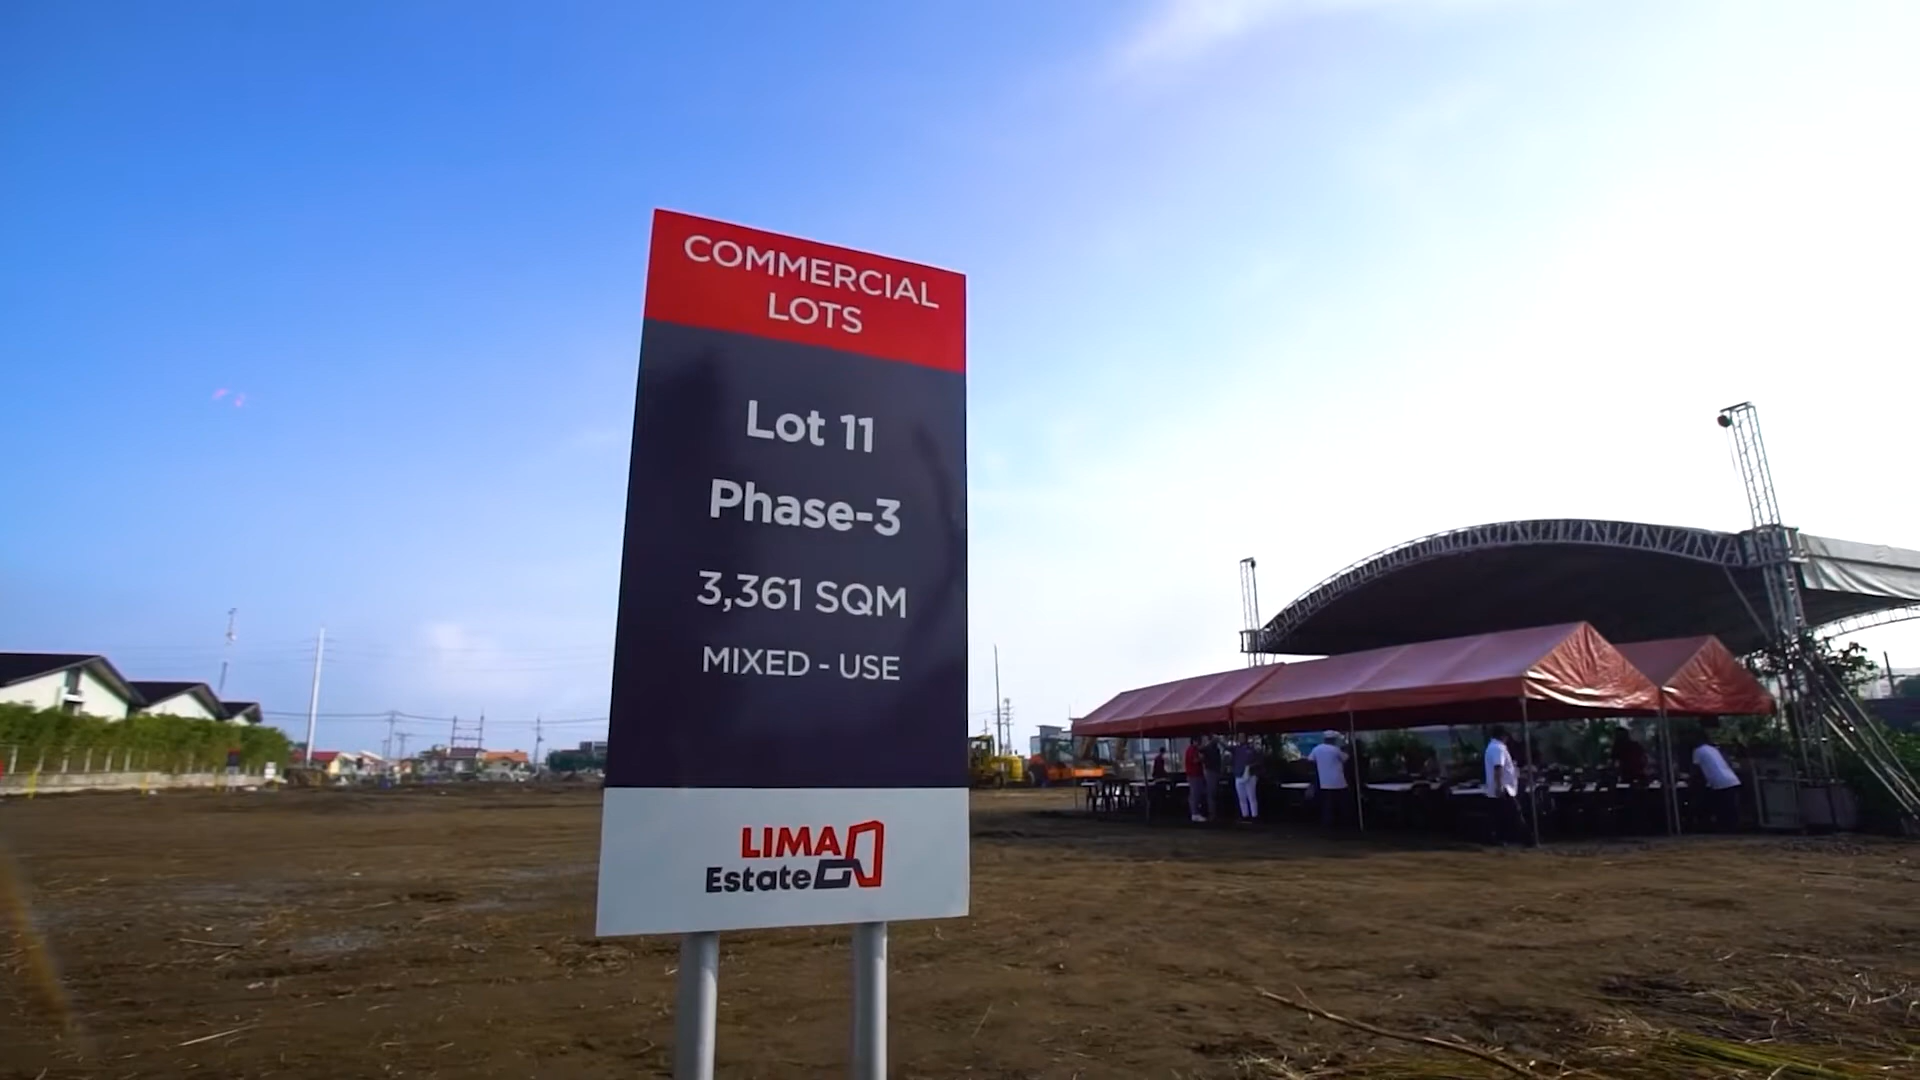 COMMERCIAL
LOTS
Lot 11
Phase-3
3,361 SQM
MIXED - USE
LIMA
Estate